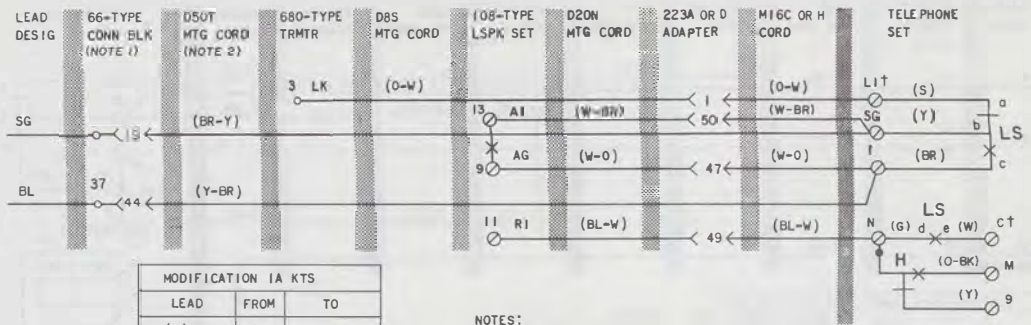 LEAD DESIG
66-TYPE CONN BLK (NOTE 1)
D50T MTG CORD (NOTE 2)
680-TYPE TRMTR
D8S MTG CORD
108-TYPE LSPK SET
D20N MTG CORD
223A OR D ADAPTER
M16C OR H CORD
TELEPHONE SET
3 LK (O-W) 1 (O-W) L1† (S) a
13 A1 (W-BR) 50 (W-BR) SG (Y) b LS
SG 19 (BR-Y)
9 AG (W-O) 47 (W-O) 1 (BR) c
BL 37 44 (Y-BR)
LS
11 R1 (BL-W) 49 (BL-W) N (G) d e (W) C†
H (O-BK) M
(Y) 9
MODIFICATION 1A KTS
LEAD FROM TO
NOTES: